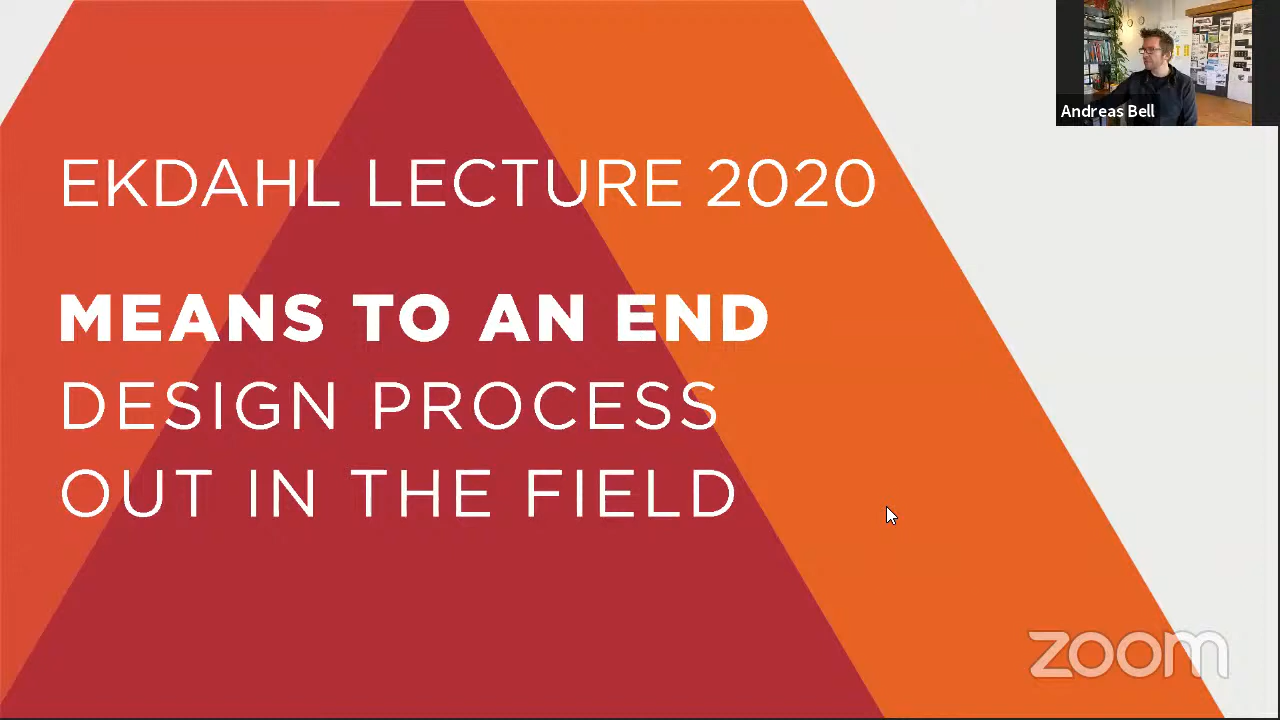 Andreas Bell
EKDAHL LECTURE 2020
MEANS TO AN END
DESIGN PROCESS
OUT IN THE FIELD
zoom